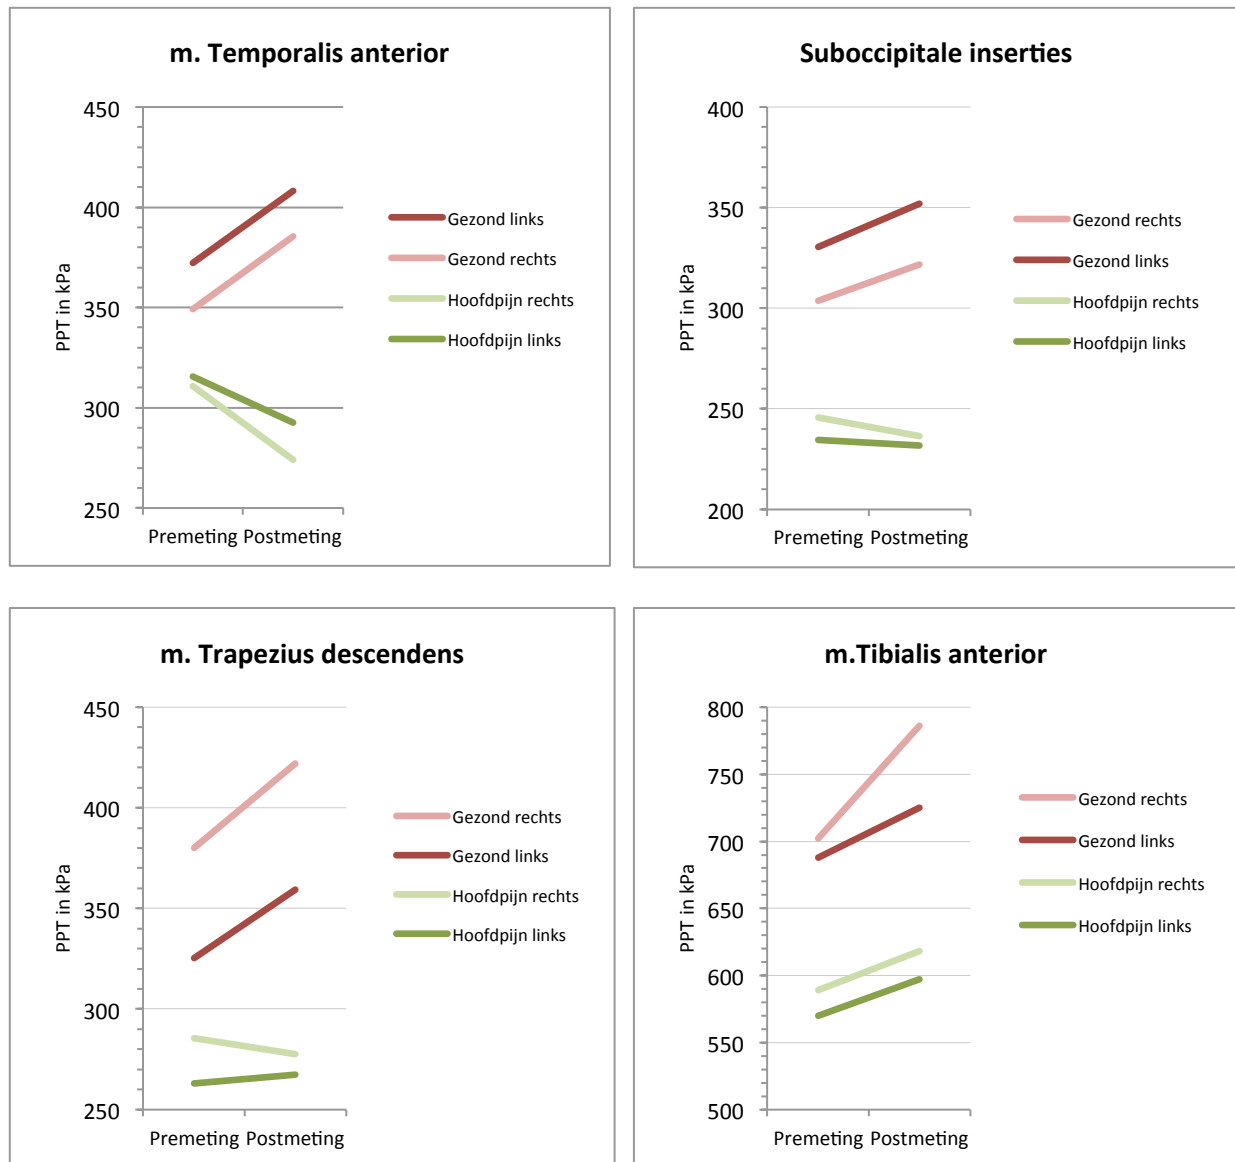 m. Temporalis anterior
PPT in kPa
450
400
350
300
250
Premeting Postmeting
Gezond links
Gezond rechts
Hoofdpijn rechts
Hoofdpijn links
Suboccipitale inserties
PPT in kPa
400
350
300
250
200
Premeting Postmeting
Gezond rechts
Gezond links
Hoofdpijn rechts
Hoofdpijn links
m. Trapezius descendens
PPT in kPa
450
400
350
300
250
Premeting Postmeting
Gezond rechts
Gezond links
Hoofdpijn rechts
Hoofdpijn links
m.Tibialis anterior
PPT in kPa
800
750
700
650
600
550
500
Premeting Postmeting
Gezond rechts
Gezond links
Hoofdpijn rechts
Hoofdpijn links